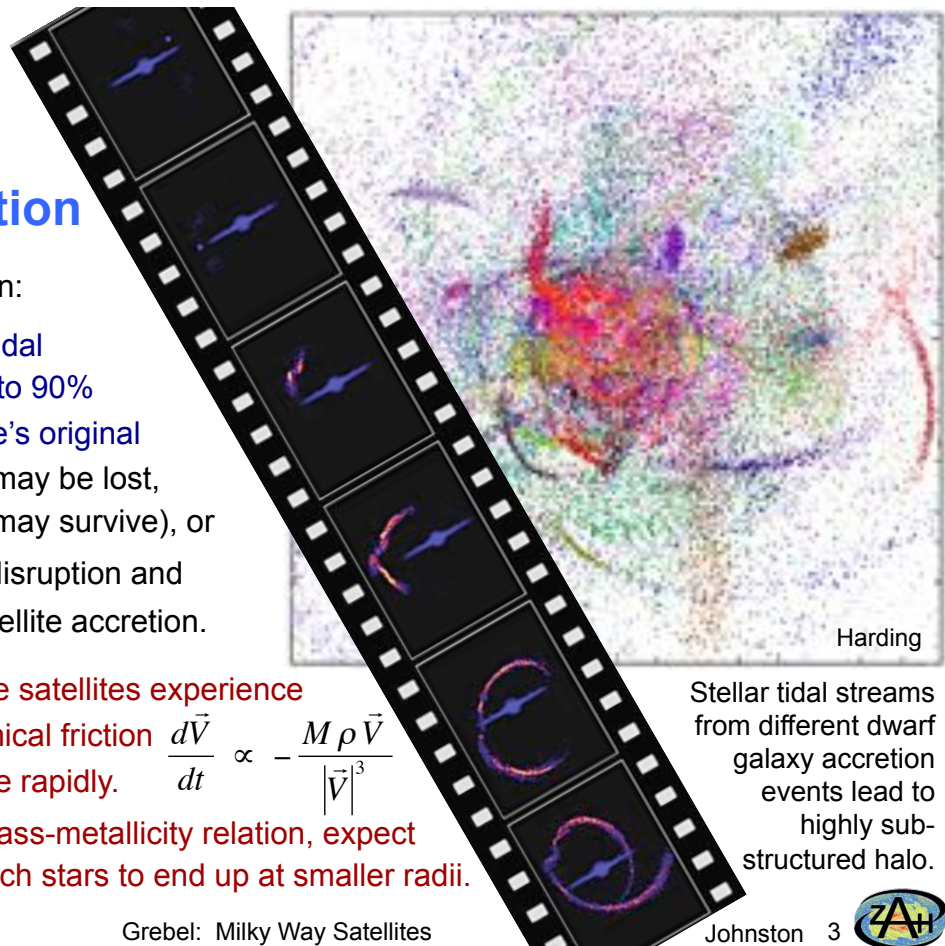 tion
n:
dal
to 90%
e's original
may be lost,
may survive), or
disruption and
ellite accretion.
e satellites experience
nical friction dV⃗/dt ∝ − M ρ V⃗ / |V⃗|³
e rapidly.
ass-metallicity relation, expect
ch stars to end up at smaller radii.
Harding
Stellar tidal streams
from different dwarf
galaxy accretion
events lead to
highly sub-
structured halo.
Grebel: Milky Way Satellites
Johnston 3
ZAH